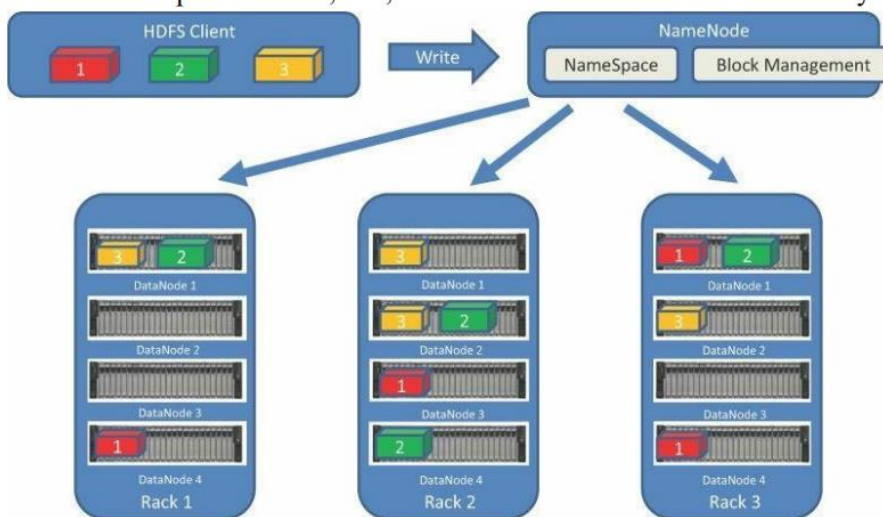 HDFS Client
1 2 3
Write
NameNode
NameSpace Block Management
3 2
DataNode 1
DataNode 2
DataNode 3
1
DataNode 4
Rack 1
3
DataNode 1
3 2
DataNode 2
1
DataNode 3
2
DataNode 4
Rack 2
1 2
DataNode 1
3
DataNode 2
DataNode 3
1
DataNode 4
Rack 3